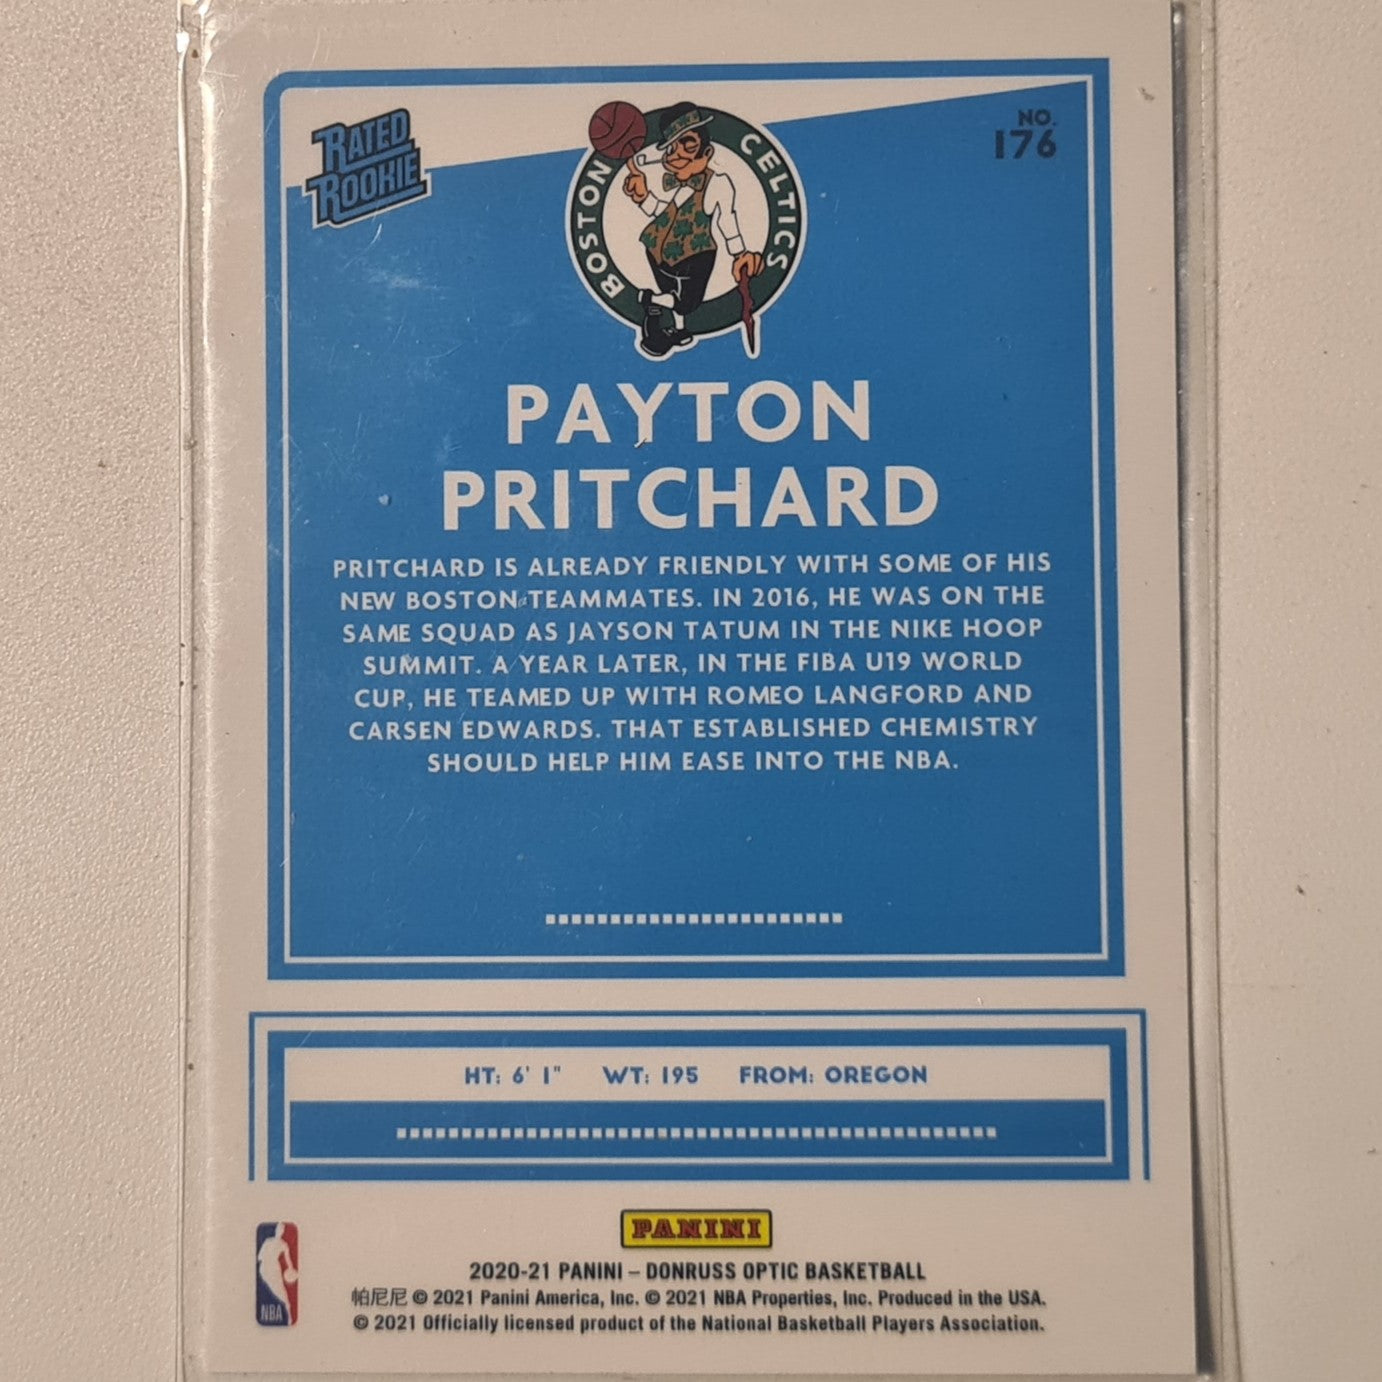 RATED
ROOKIE
BOSTON CELTICS
NO.
176
PAYTON
PRITCHARD
PRITCHARD IS ALREADY FRIENDLY WITH SOME OF HIS
NEW BOSTON TEAMMATES. IN 2016, HE WAS ON THE
SAME SQUAD AS JAYSON TATUM IN THE NIKE HOOP
SUMMIT. A YEAR LATER, IN THE FIBA U19 WORLD
CUP, HE TEAMED UP WITH ROMEO LANGFORD AND
CARSEN EDWARDS. THAT ESTABLISHED CHEMISTRY
SHOULD HELP HIM EASE INTO THE NBA.
HT: 6' 1" WT: 195 FROM: OREGON
PANINI
NBA
2020-21 PANINI – DONRUSS OPTIC BASKETBALL
帕尼尼 © 2021 Panini America, Inc. © 2021 NBA Properties, Inc. Produced in the USA.
© 2021 Officially licensed product of the National Basketball Players Association.